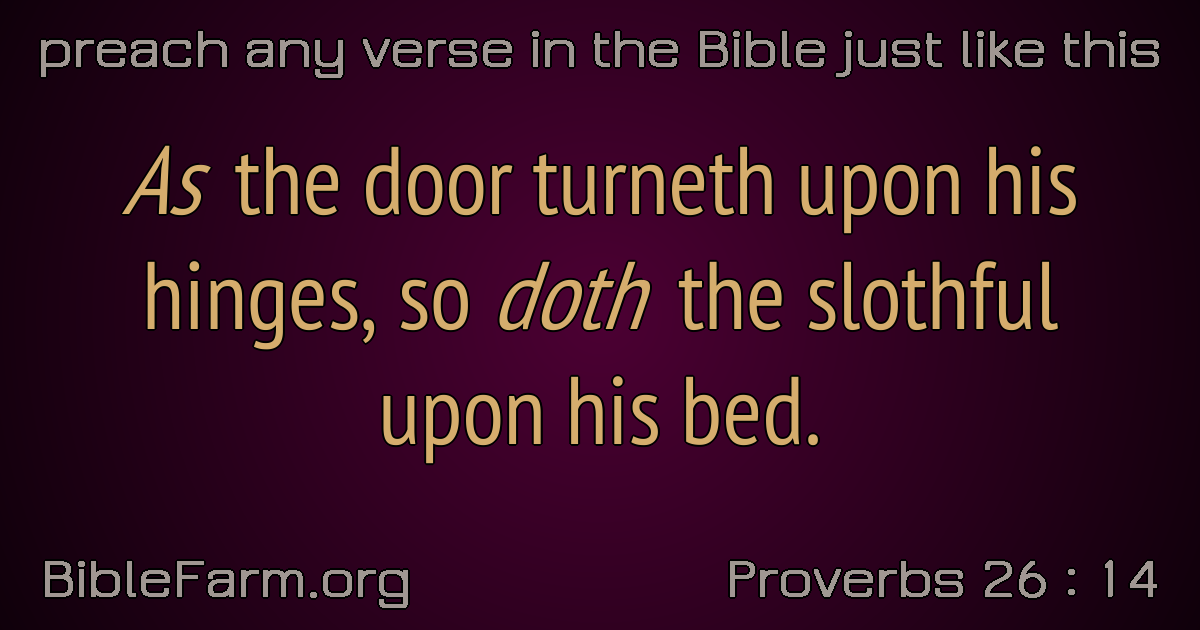 preach any verse in the Bible just like this
As the door turneth upon his
hinges, so doth the slothful
upon his bed.
BibleFarm.org
Proverbs 26 : 14